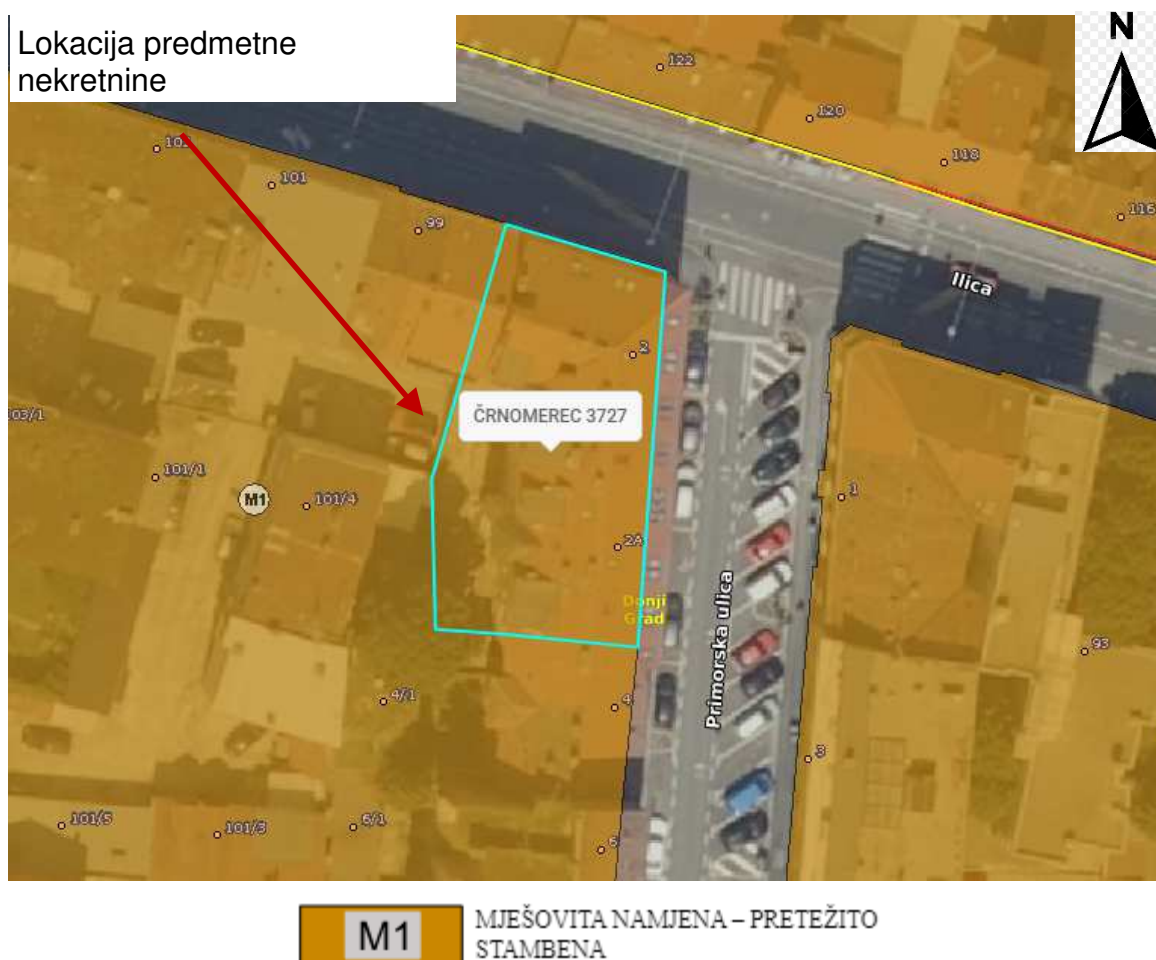 Lokacija predmetne
nekretnine
N
122
120
118
116
101
99
Ilica
2
ČRNOMEREC 3727
03/1
101/1
M1
101/4
1
2A
Donji
Grad
Primorska ulica
93
4/1
4
3
101/5
101/3
6/1
6
M1
MJEŠOVITA NAMJENA – PRETEŽITO
STAMBENA